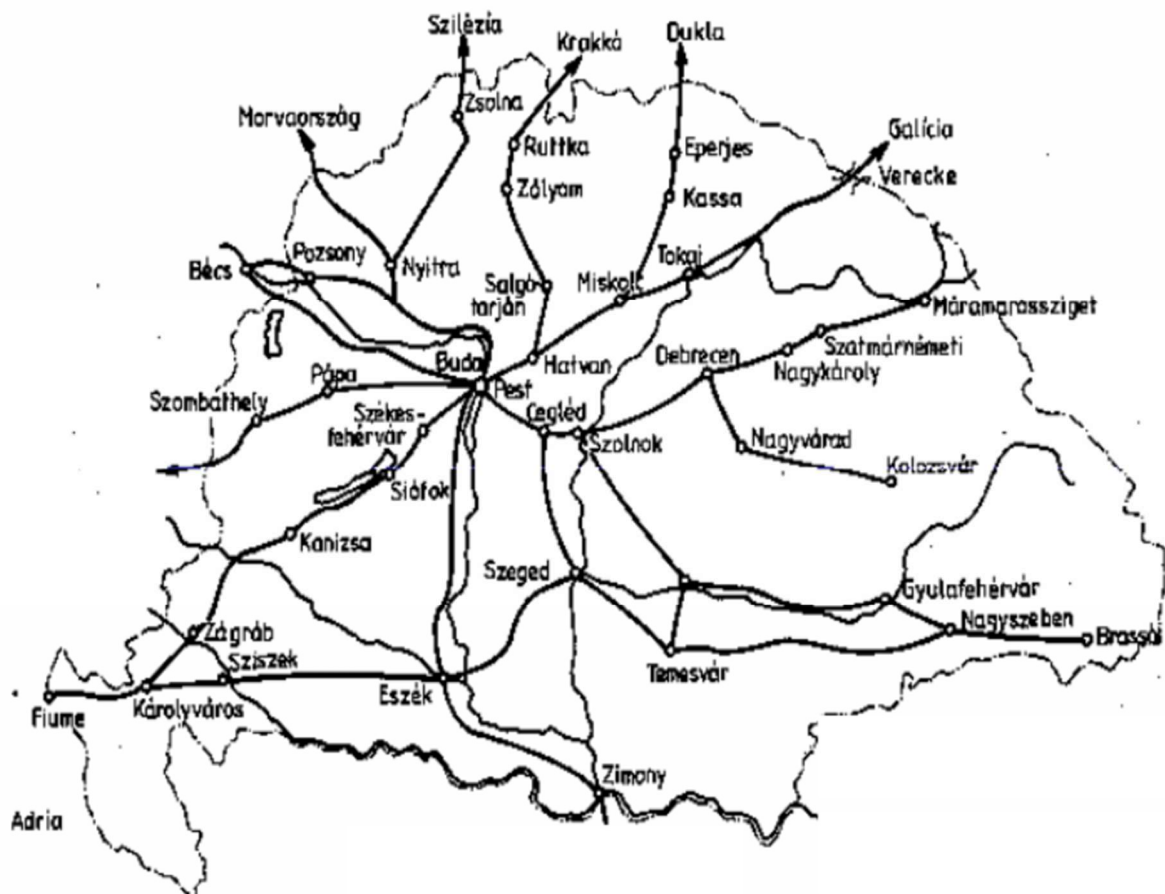 Szilézia
Krakkó
Dukla
Morvaország
Zsolna
Ruttka
Eperjes
Galícia
Zólyom
Kassa
Verecke
Bécs
Pozsony
Nyitra
Salgó
tarján
Miskolc
Tokaj
Máramarossziget
Buda
Pest
Hatvan
Debrecen
Szatmárnémeti
Nagykároly
Pápa
Szombathely
Székes-
fehérvár
Cegléd
Szolnok
Nagyvárad
Kolozsvár
Siófok
Kanizsa
Szeged
Gyulafehérvár
Nagyszeben
Brassó
Zágráb
Sziszek
Eszék
Temesvár
Fiume
Károlyváros
Zimony
Adria